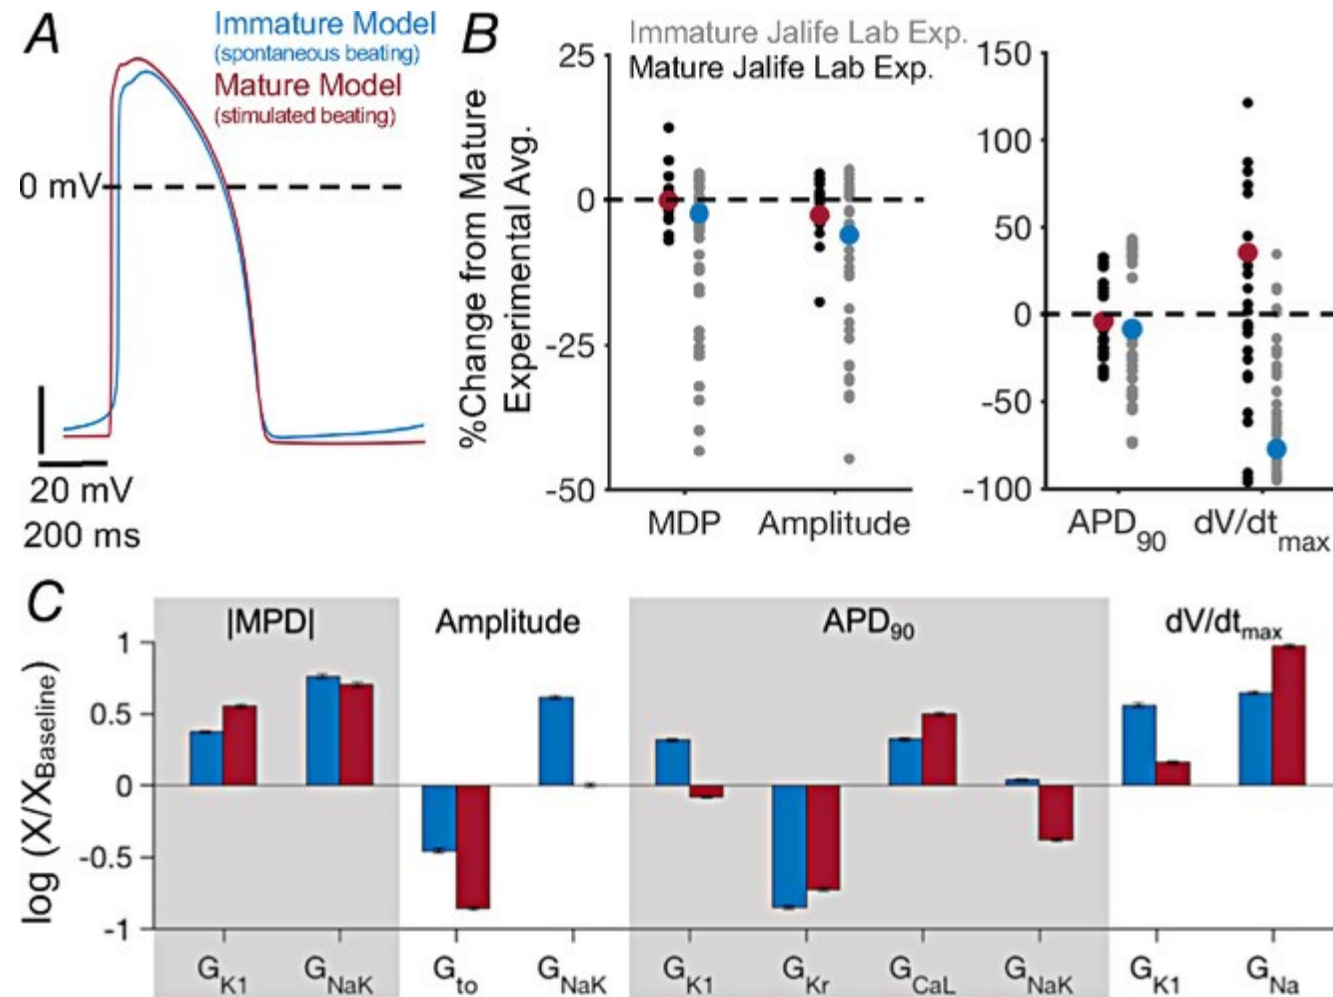 A
Immature Model
(spontaneous beating)
Mature Model
(stimulated beating)
0 mV
20 mV
200 ms
B
Immature Jalife Lab Exp.
Mature Jalife Lab Exp.
%Change from Mature
Experimental Avg.
25
0
-25
-50
MDP Amplitude
150
100
50
0
-50
-100
APD90 dV/dtmax
C
|MPD| Amplitude APD90 dV/dtmax
log (X/XBaseline)
1
0.5
0
-0.5
-1
GK1 GNaK Gto GNaK GK1 GKr GCaL GNaK GK1 GNa